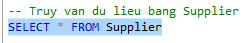 -- Truy van du lieu bang Supplier
SELECT * FROM Supplier